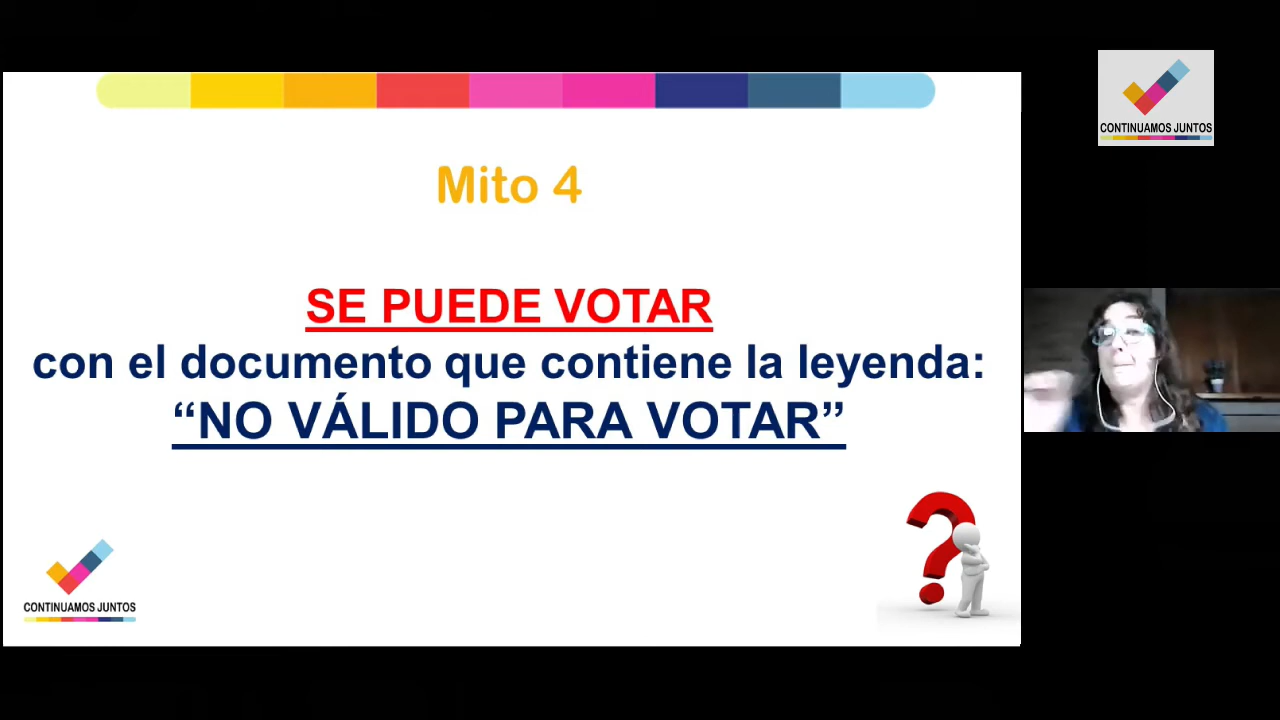 Mito 4
SE PUEDE VOTAR
con el documento que contiene la leyenda:
“NO VÁLIDO PARA VOTAR”
CONTINUAMOS JUNTOS
CONTINUAMOS JUNTOS